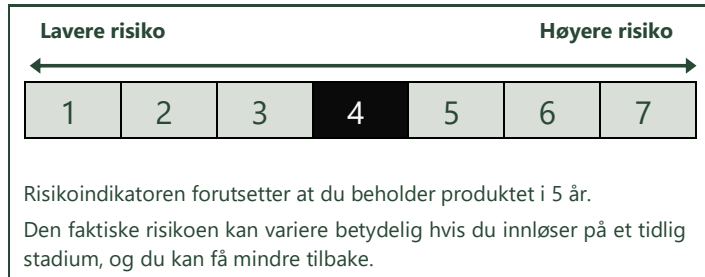 Lavere risiko Høyere risiko
1 2 3 4 5 6 7
Risikoindikatoren forutsetter at du beholder produktet i 5 år.
Den faktiske risikoen kan variere betydelig hvis du innløser på et tidlig
stadium, og du kan få mindre tilbake.